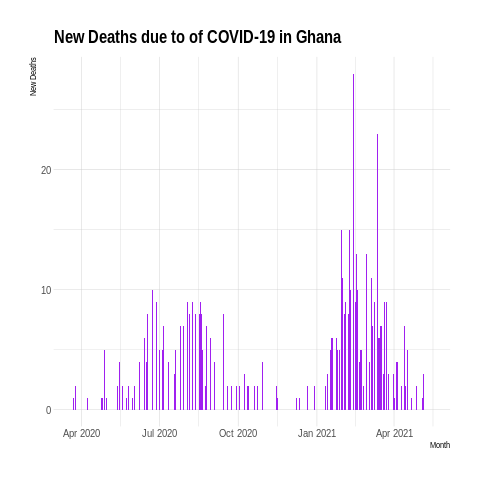 New Deaths due to of COVID-19 in Ghana
New Deaths
20
10
0
Apr 2020 Jul 2020 Oct 2020 Jan 2021 Apr 2021
Month